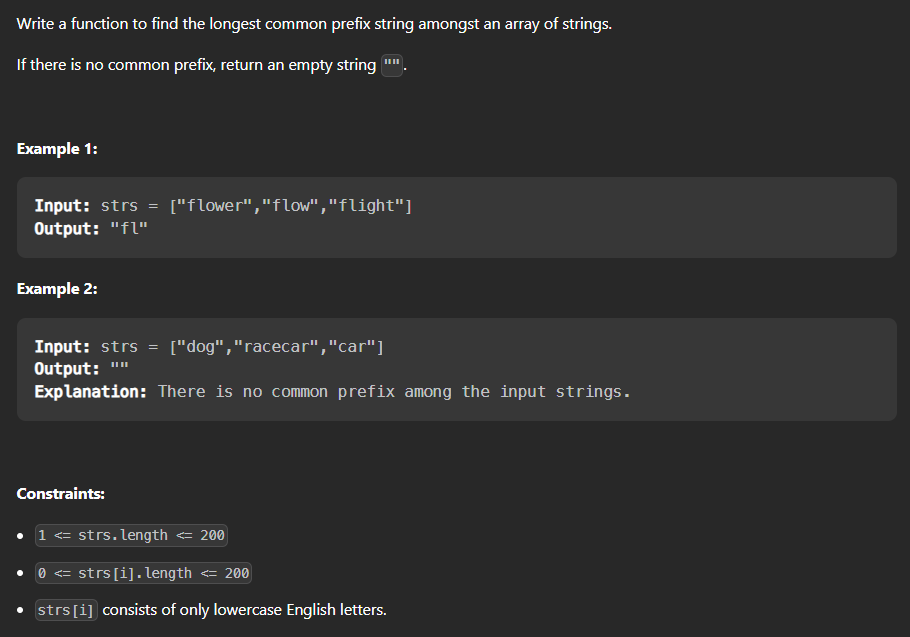 Write a function to find the longest common prefix string amongst an array of strings.
If there is no common prefix, return an empty string "".
Example 1:
Input: strs = ["flower","flow","flight"]
Output: "fl"
Example 2:
Input: strs = ["dog","racecar","car"]
Output: ""
Explanation: There is no common prefix among the input strings.
Constraints:
• 1 <= strs.length <= 200
• 0 <= strs[i].length <= 200
• strs[i] consists of only lowercase English letters.